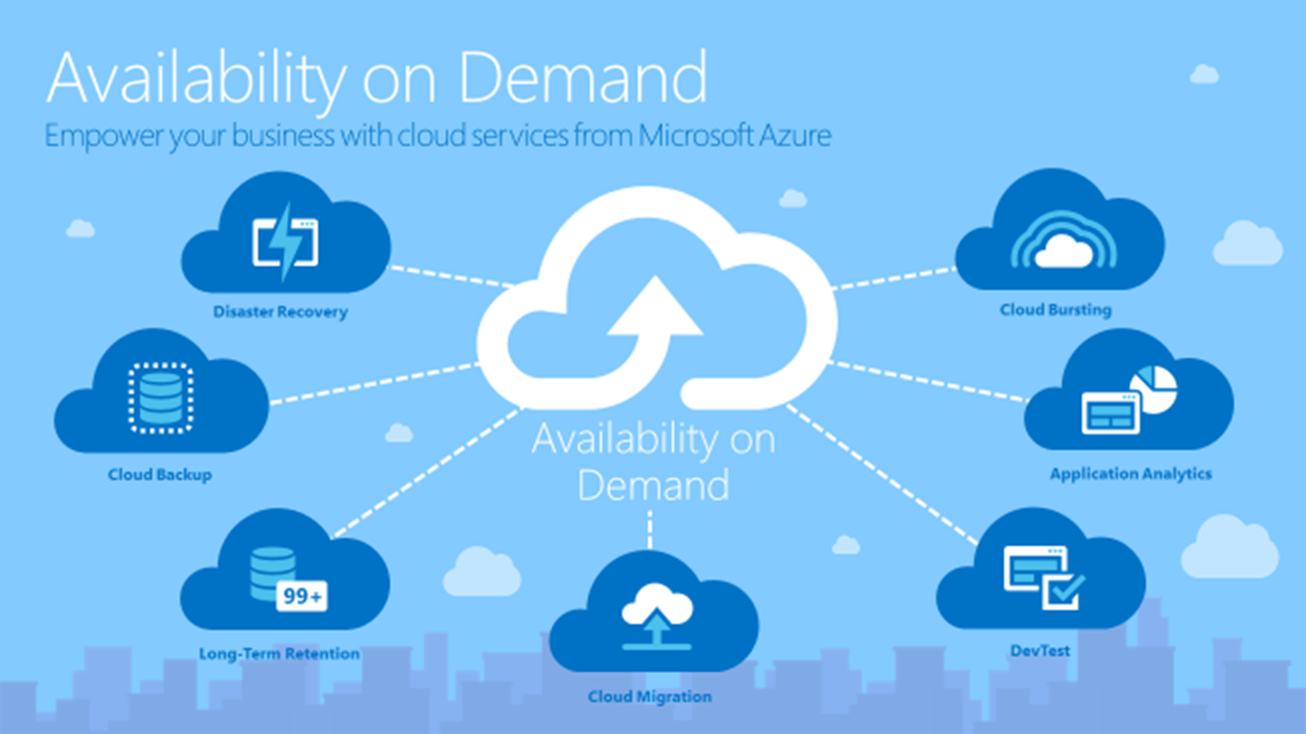 Availability on Demand
Empower your business with cloud services from Microsoft Azure
Disaster Recovery
Cloud Bursting
Cloud Backup
Application Analytics
Availability on
Demand
99+
Long-Term Retention
DevTest
Cloud Migration